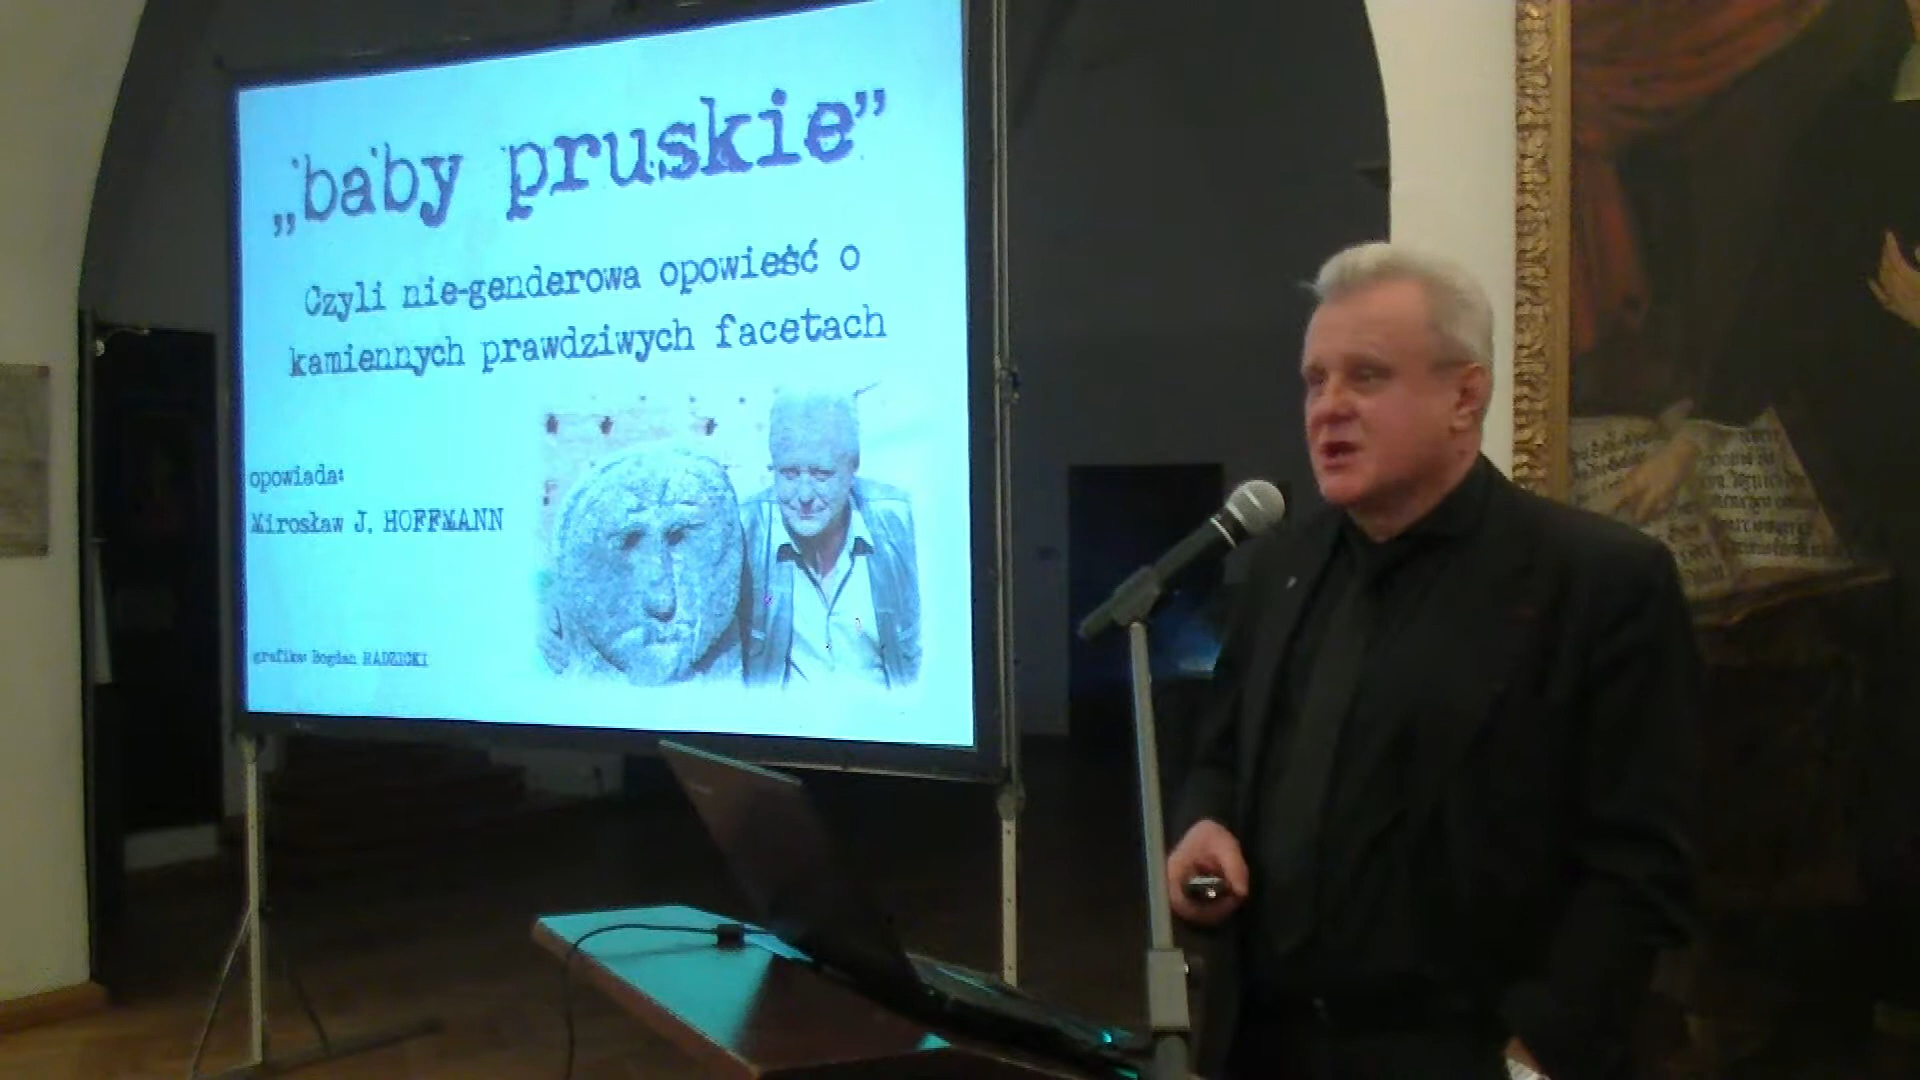 „baby pruskie”
Czyli nie-genderowa opowieść o
kamiennych prawdziwych facetach
opowiada:
Mirosław J. HOFFMANN
grafika: Bogdan RADZICKI